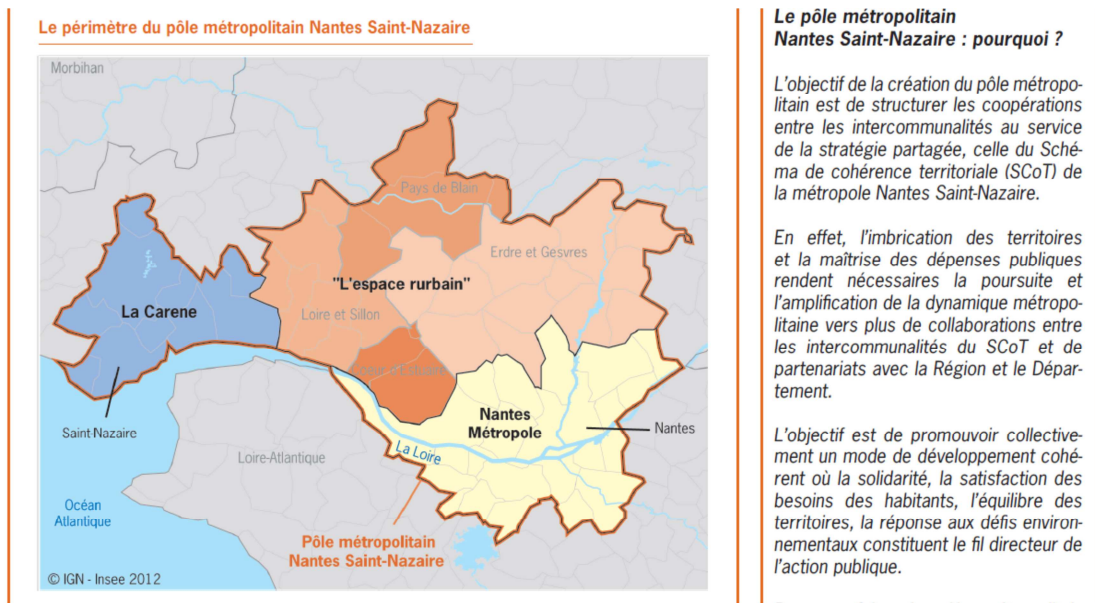 Le périmètre du pôle métropolitain Nantes Saint-Nazaire
Morbihan
Pays de Blain
Erdre et Gesvres
"L'espace rurbain"
La Carene
Loire et Sillon
Cœur d'Estuaire
Nantes
Métropole
Saint-Nazaire
Nantes
La Loire
Loire-Atlantique
Océan
Atlantique
Pôle métropolitain
Nantes Saint-Nazaire
© IGN - Insee 2012
Le pôle métropolitain
Nantes Saint-Nazaire : pourquoi ?
L'objectif de la création du pôle métropo-
litain est de structurer les coopérations
entre les intercommunalités au service
de la stratégie partagée, celle du Sché-
ma de cohérence territoriale (SCoT) de
la métropole Nantes Saint-Nazaire.
En effet, l'imbrication des territoires
et la maîtrise des dépenses publiques
rendent nécessaires la poursuite et
l'amplification de la dynamique métropo-
litaine vers plus de collaborations entre
les intercommunalités du SCoT et de
partenariats avec la Région et le Dépar-
tement.
L'objectif est de promouvoir collective-
ment un mode de développement cohé-
rent où la solidarité, la satisfaction des
besoins des habitants, l'équilibre des
territoires, la réponse aux défis environ-
nementaux constituent le fil directeur de
l'action publique.